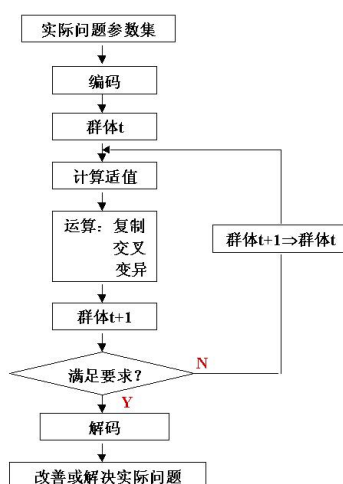 实际问题参数集
编码
群体t
计算适值
运算：复制
交叉
变异
群体t+1⇒群体t
群体t+1
满足要求？
N
Y
解码
改善或解决实际问题